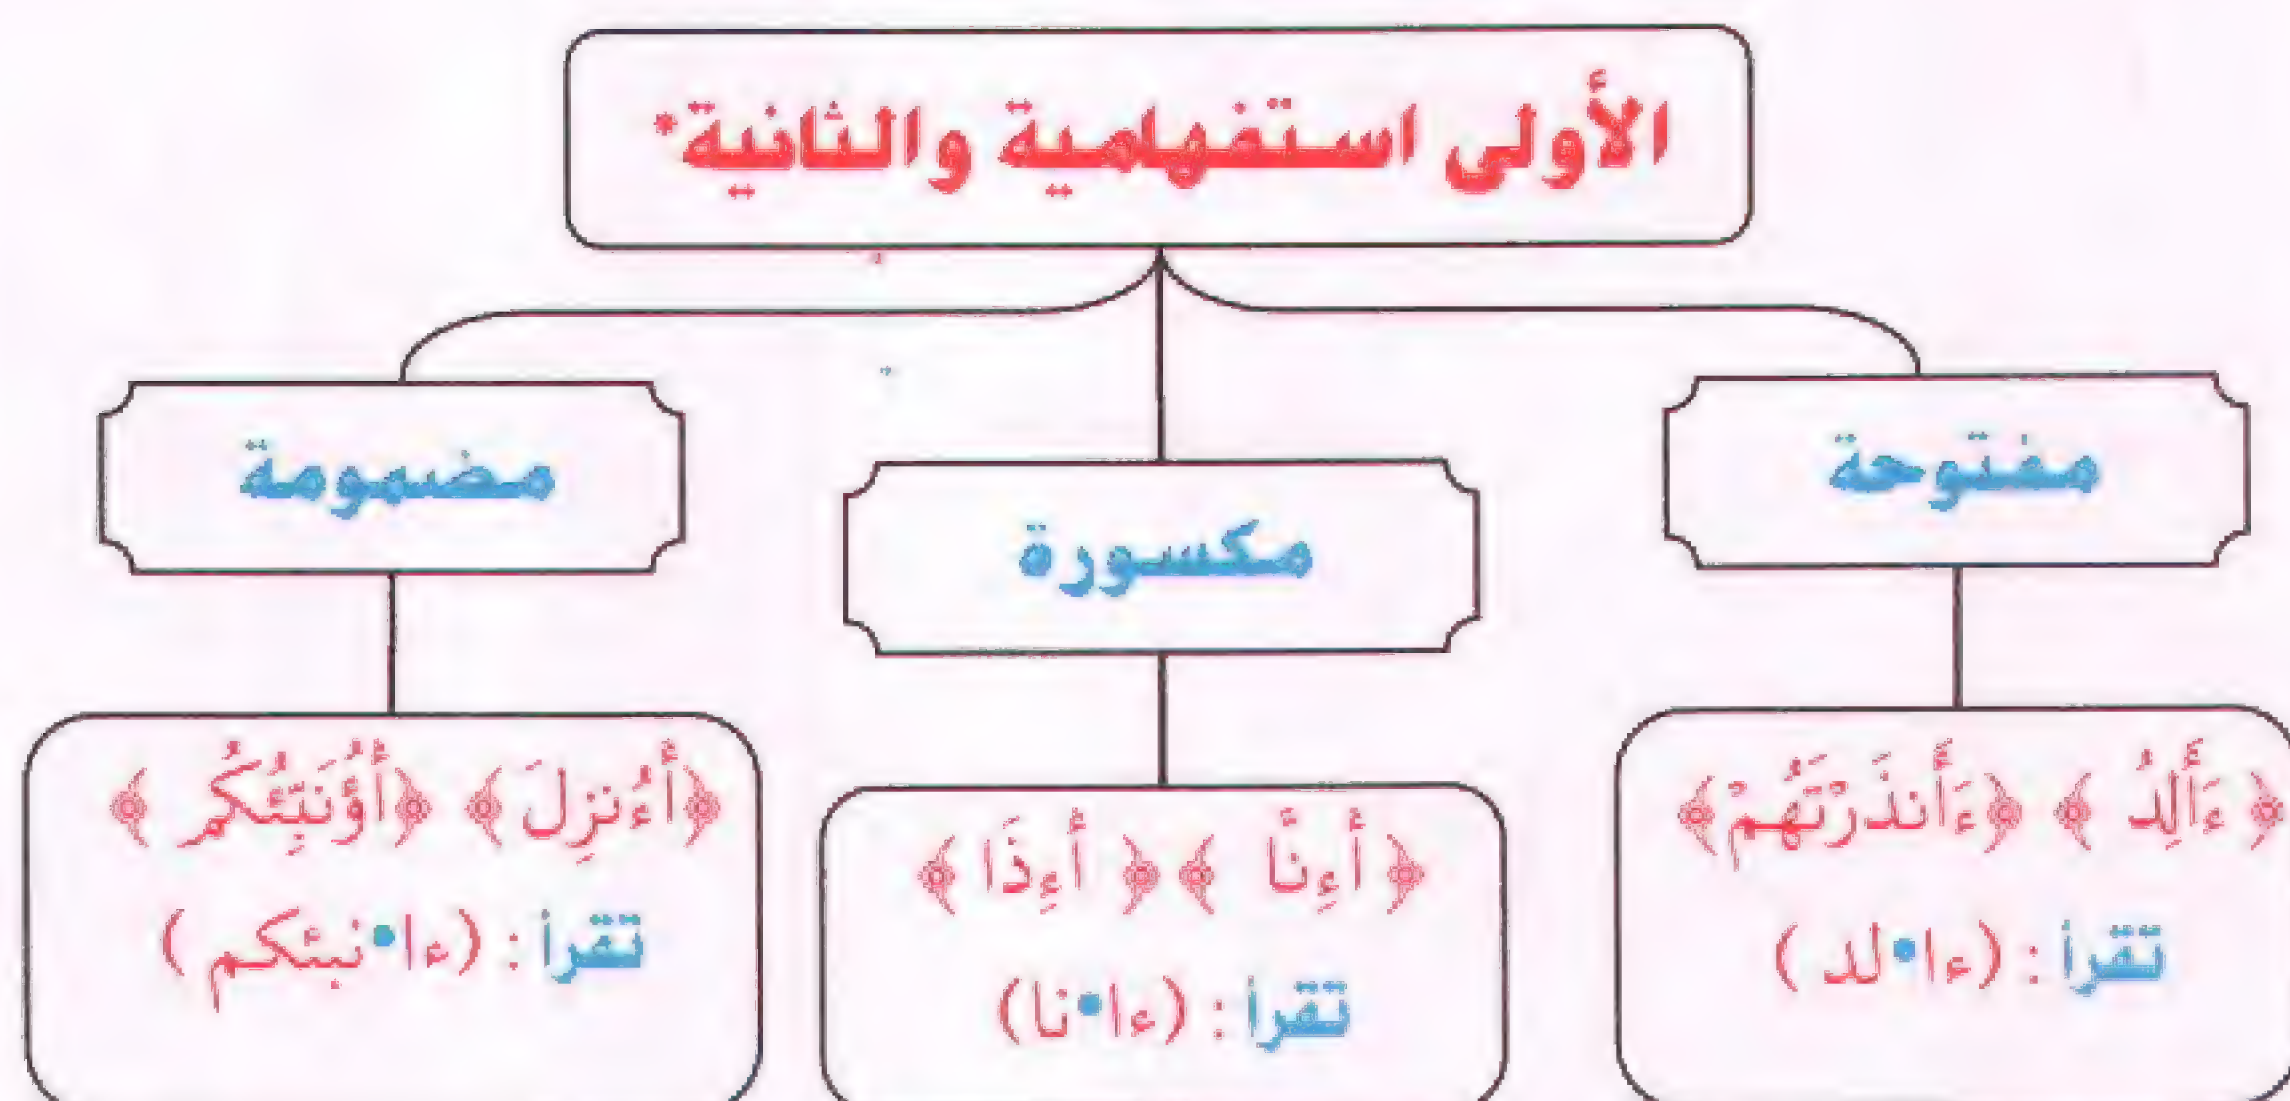 الأولى استفهامية والثانية*
مفتوحة
﴿ ءَأَلِدُ ﴾ ﴿ءَأَنذَرْتَهُمْ﴾
تقرأ : (ءا•لد )
مكسورة
﴿ أَءِنَّا ﴾ ﴿ أَءِذَا ﴾
تقرأ : (ءا•نا)
مضمومة
﴿أَءُنزِلَ﴾ ﴿أَؤُنَبِّئُكُم ﴾
تقرأ : (ءا•نبئكم )